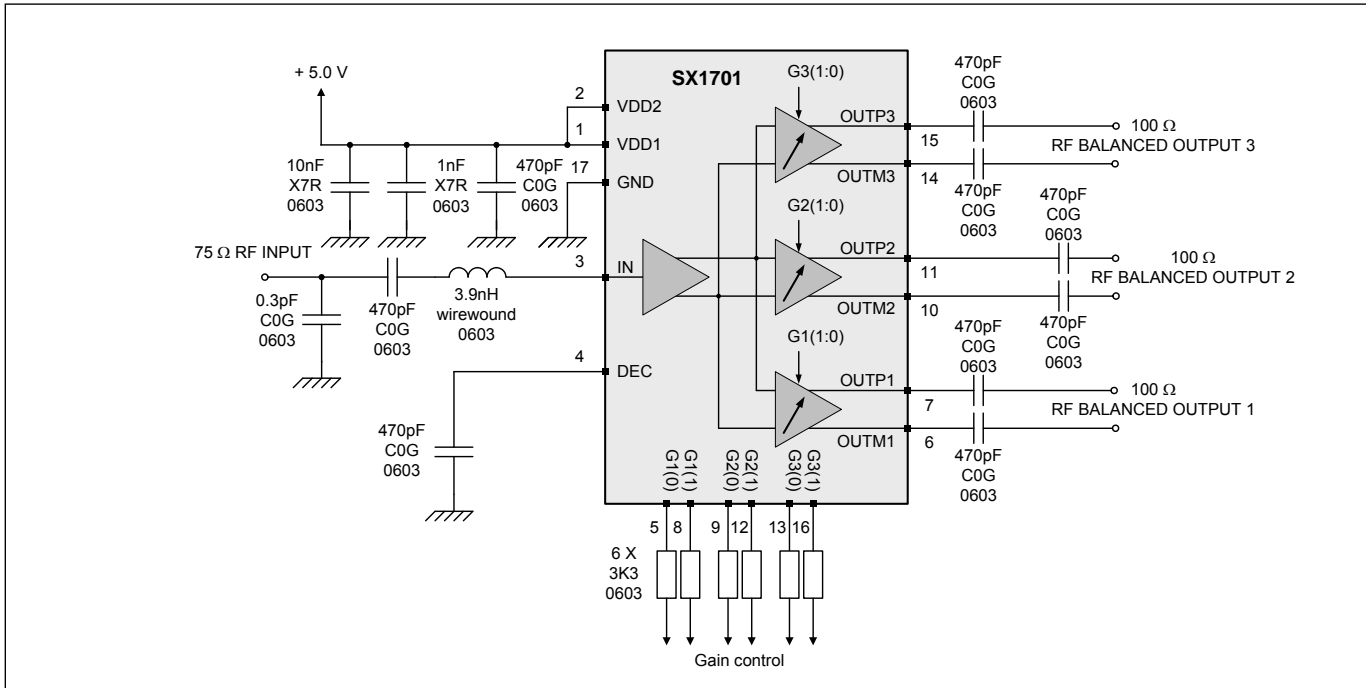 SX1701
+ 5.0 V
2
VDD2
1
VDD1
17
GND
10nF
X7R
0603
1nF
X7R
0603
470pF
C0G
0603
75 Ω RF INPUT
3
IN
0.3pF
C0G
0603
470pF
C0G
0603
3.9nH
wirewound
0603
4
DEC
470pF
C0G
0603
G3(1:0)
OUTP3
15
OUTM3
14
470pF
C0G
0603
470pF
C0G
0603
100 Ω
RF BALANCED OUTPUT 3
G2(1:0)
OUTP2
11
OUTM2
10
470pF
C0G
0603
470pF
C0G
0603
100 Ω
RF BALANCED OUTPUT 2
G1(1:0)
OUTP1
7
OUTM1
6
470pF
C0G
0603
470pF
C0G
0603
100 Ω
RF BALANCED OUTPUT 1
G1(0)
G1(1)
G2(0)
G2(1)
G3(0)
G3(1)
5
8
9
12
13
16
6 X
3K3
0603
Gain control